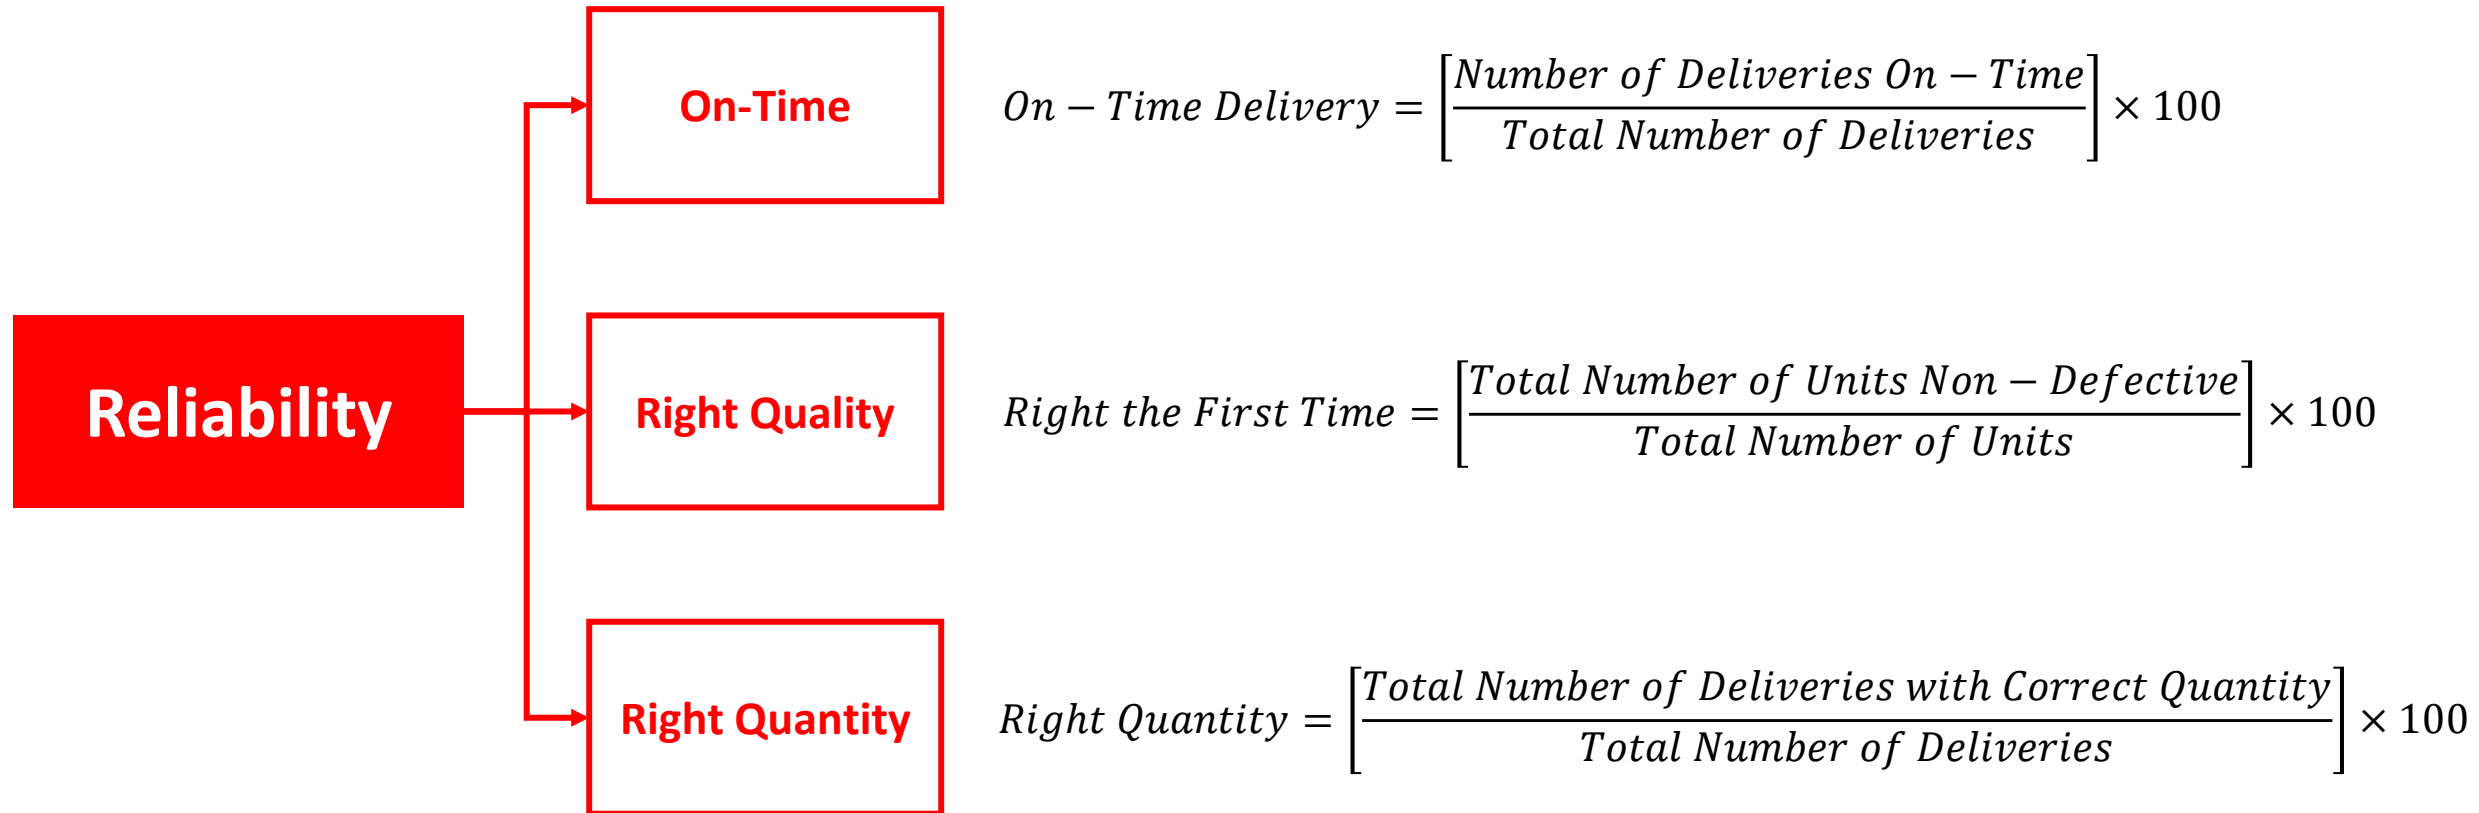 On-Time
On − Time Delivery = [Number of Deliveries On − Time / Total Number of Deliveries] × 100
Reliability
Right Quality
Right the First Time = [Total Number of Units Non − Defective / Total Number of Units] × 100
Right Quantity
Right Quantity = [Total Number of Deliveries with Correct Quantity / Total Number of Deliveries] × 100